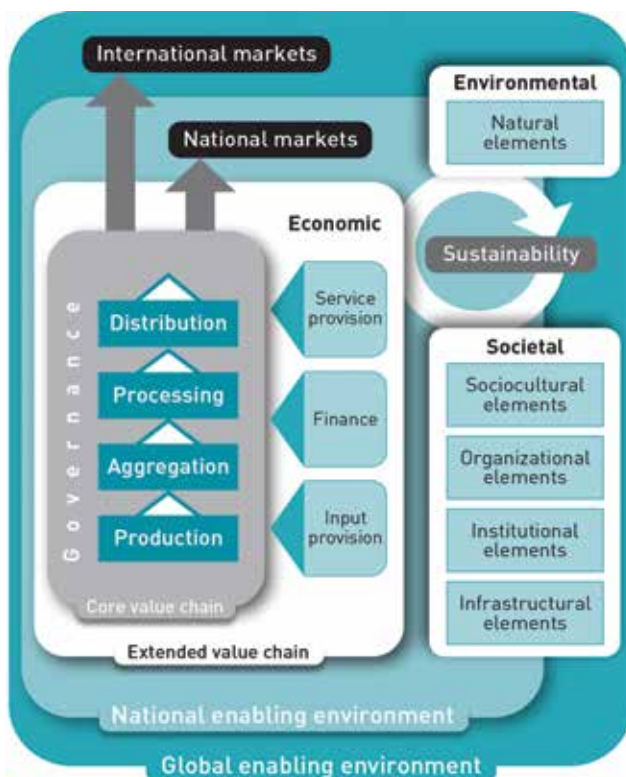 International markets
National markets
Environmental
Natural
elements
Economic
Sustainability
Governance
Distribution
Processing
Aggregation
Production
Service
provision
Finance
Input
provision
Societal
Sociocultural
elements
Organizational
elements
Institutional
elements
Infrastructural
elements
Core value chain
Extended value chain
National enabling environment
Global enabling environment